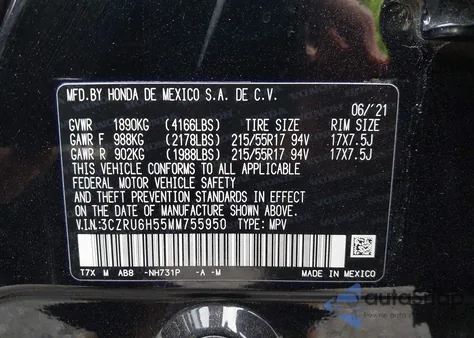 MFD.BY HONDA DE MEXICO S.A. DE C.V.
06/'21
GVWR 1890KG (4166LBS) TIRE SIZE RIM SIZE
GAWR F 988KG (2178LBS) 215/55R17 94V 17X7.5J
GAWR R 902KG (1988LBS) 215/55R17 94V 17X7.5J
THIS VEHICLE CONFORMS TO ALL APPLICABLE
FEDERAL MOTOR VEHICLE SAFETY
AND THEFT PREVENTION STANDARDS IN EFFECT
ON THE DATE OF MANUFACTURE SHOWN ABOVE.
V.I.N:3CZRU6H55MM755950 TYPE: MPV
T7X M AB8 -NH731P -A -M
MADE IN MEXICO
autoSnap